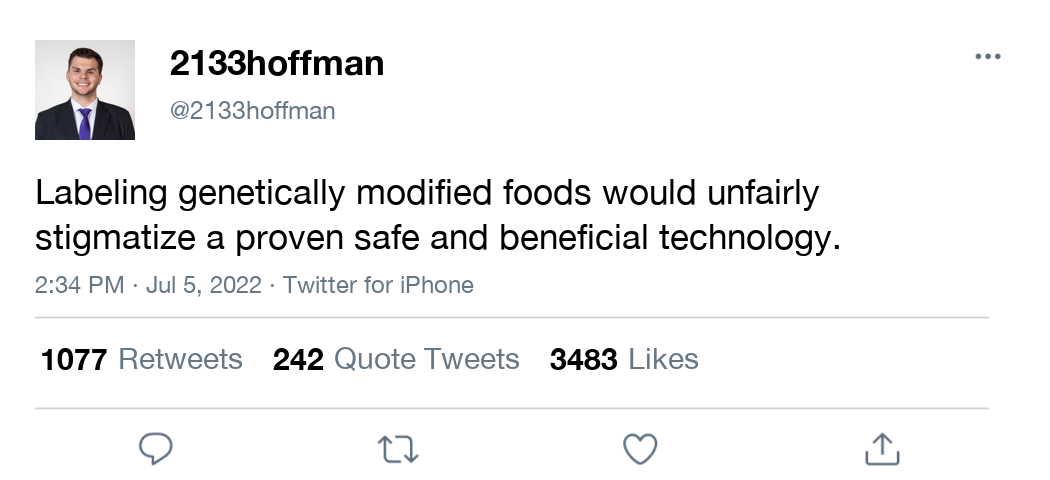 2133hoffman
@2133hoffman
Labeling genetically modified foods would unfairly
stigmatize a proven safe and beneficial technology.
2:34 PM · Jul 5, 2022 · Twitter for iPhone
1077 Retweets 242 Quote Tweets 3483 Likes